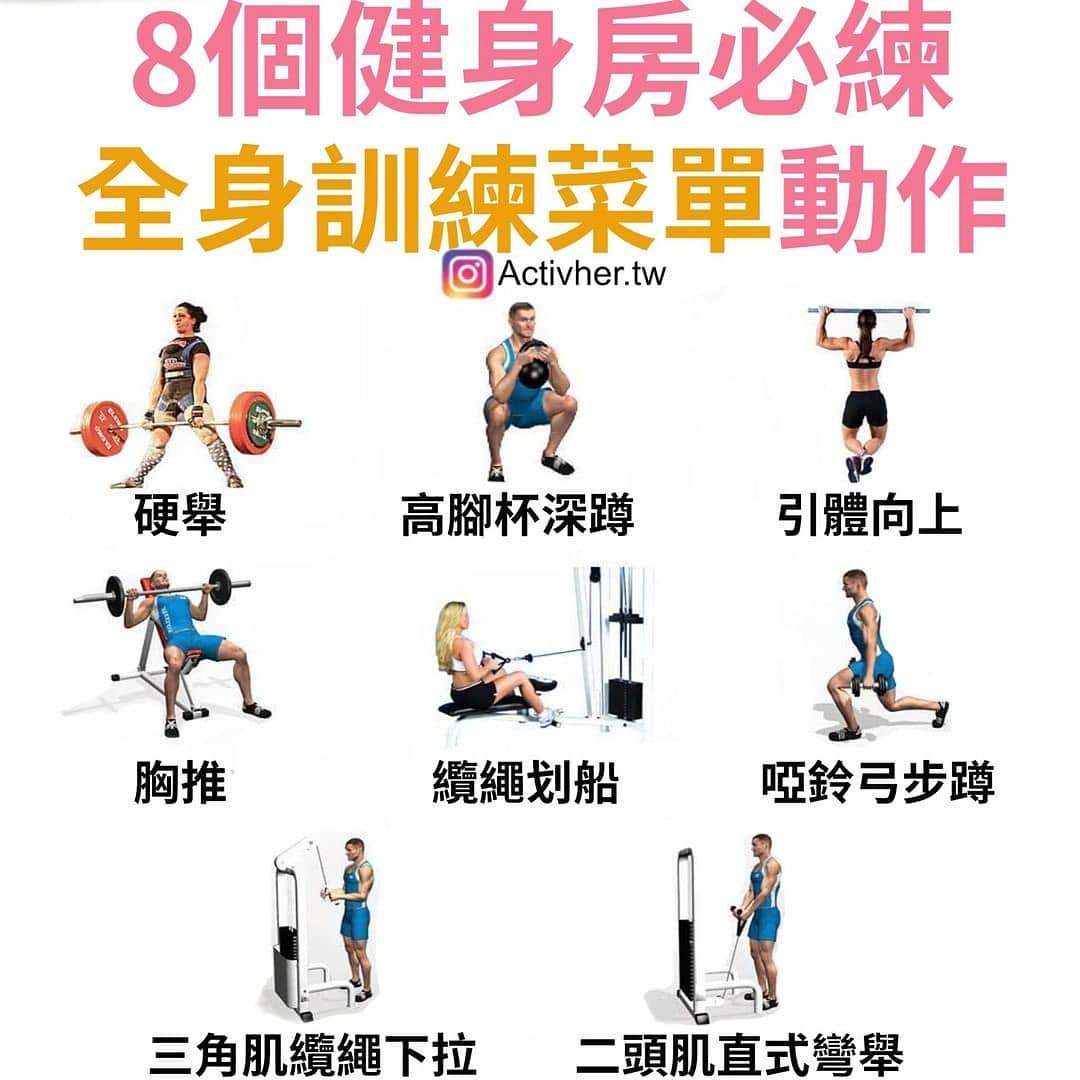 8個健身房必練
全身訓練菜單動作
Activher.tw
硬舉
高腳杯深蹲
引體向上
胸推
纜繩划船
啞鈴弓步蹲
三角肌纜繩下拉
二頭肌直式彎舉